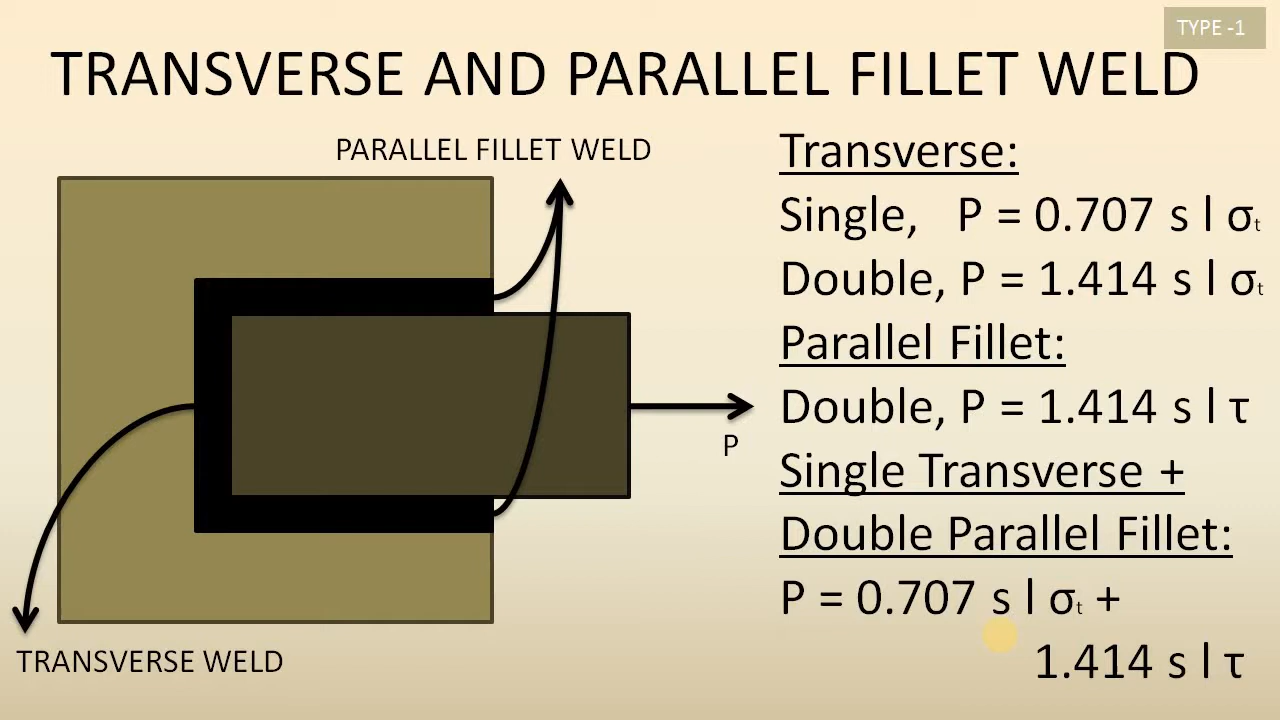 TYPE -1
TRANSVERSE AND PARALLEL FILLET WELD
PARALLEL FILLET WELD
P
TRANSVERSE WELD
Transverse:
Single, P = 0.707 s l σₜ
Double, P = 1.414 s l σₜ
Parallel Fillet:
Double, P = 1.414 s l τ
Single Transverse +
Double Parallel Fillet:
P = 0.707 s l σₜ +
1.414 s l τ